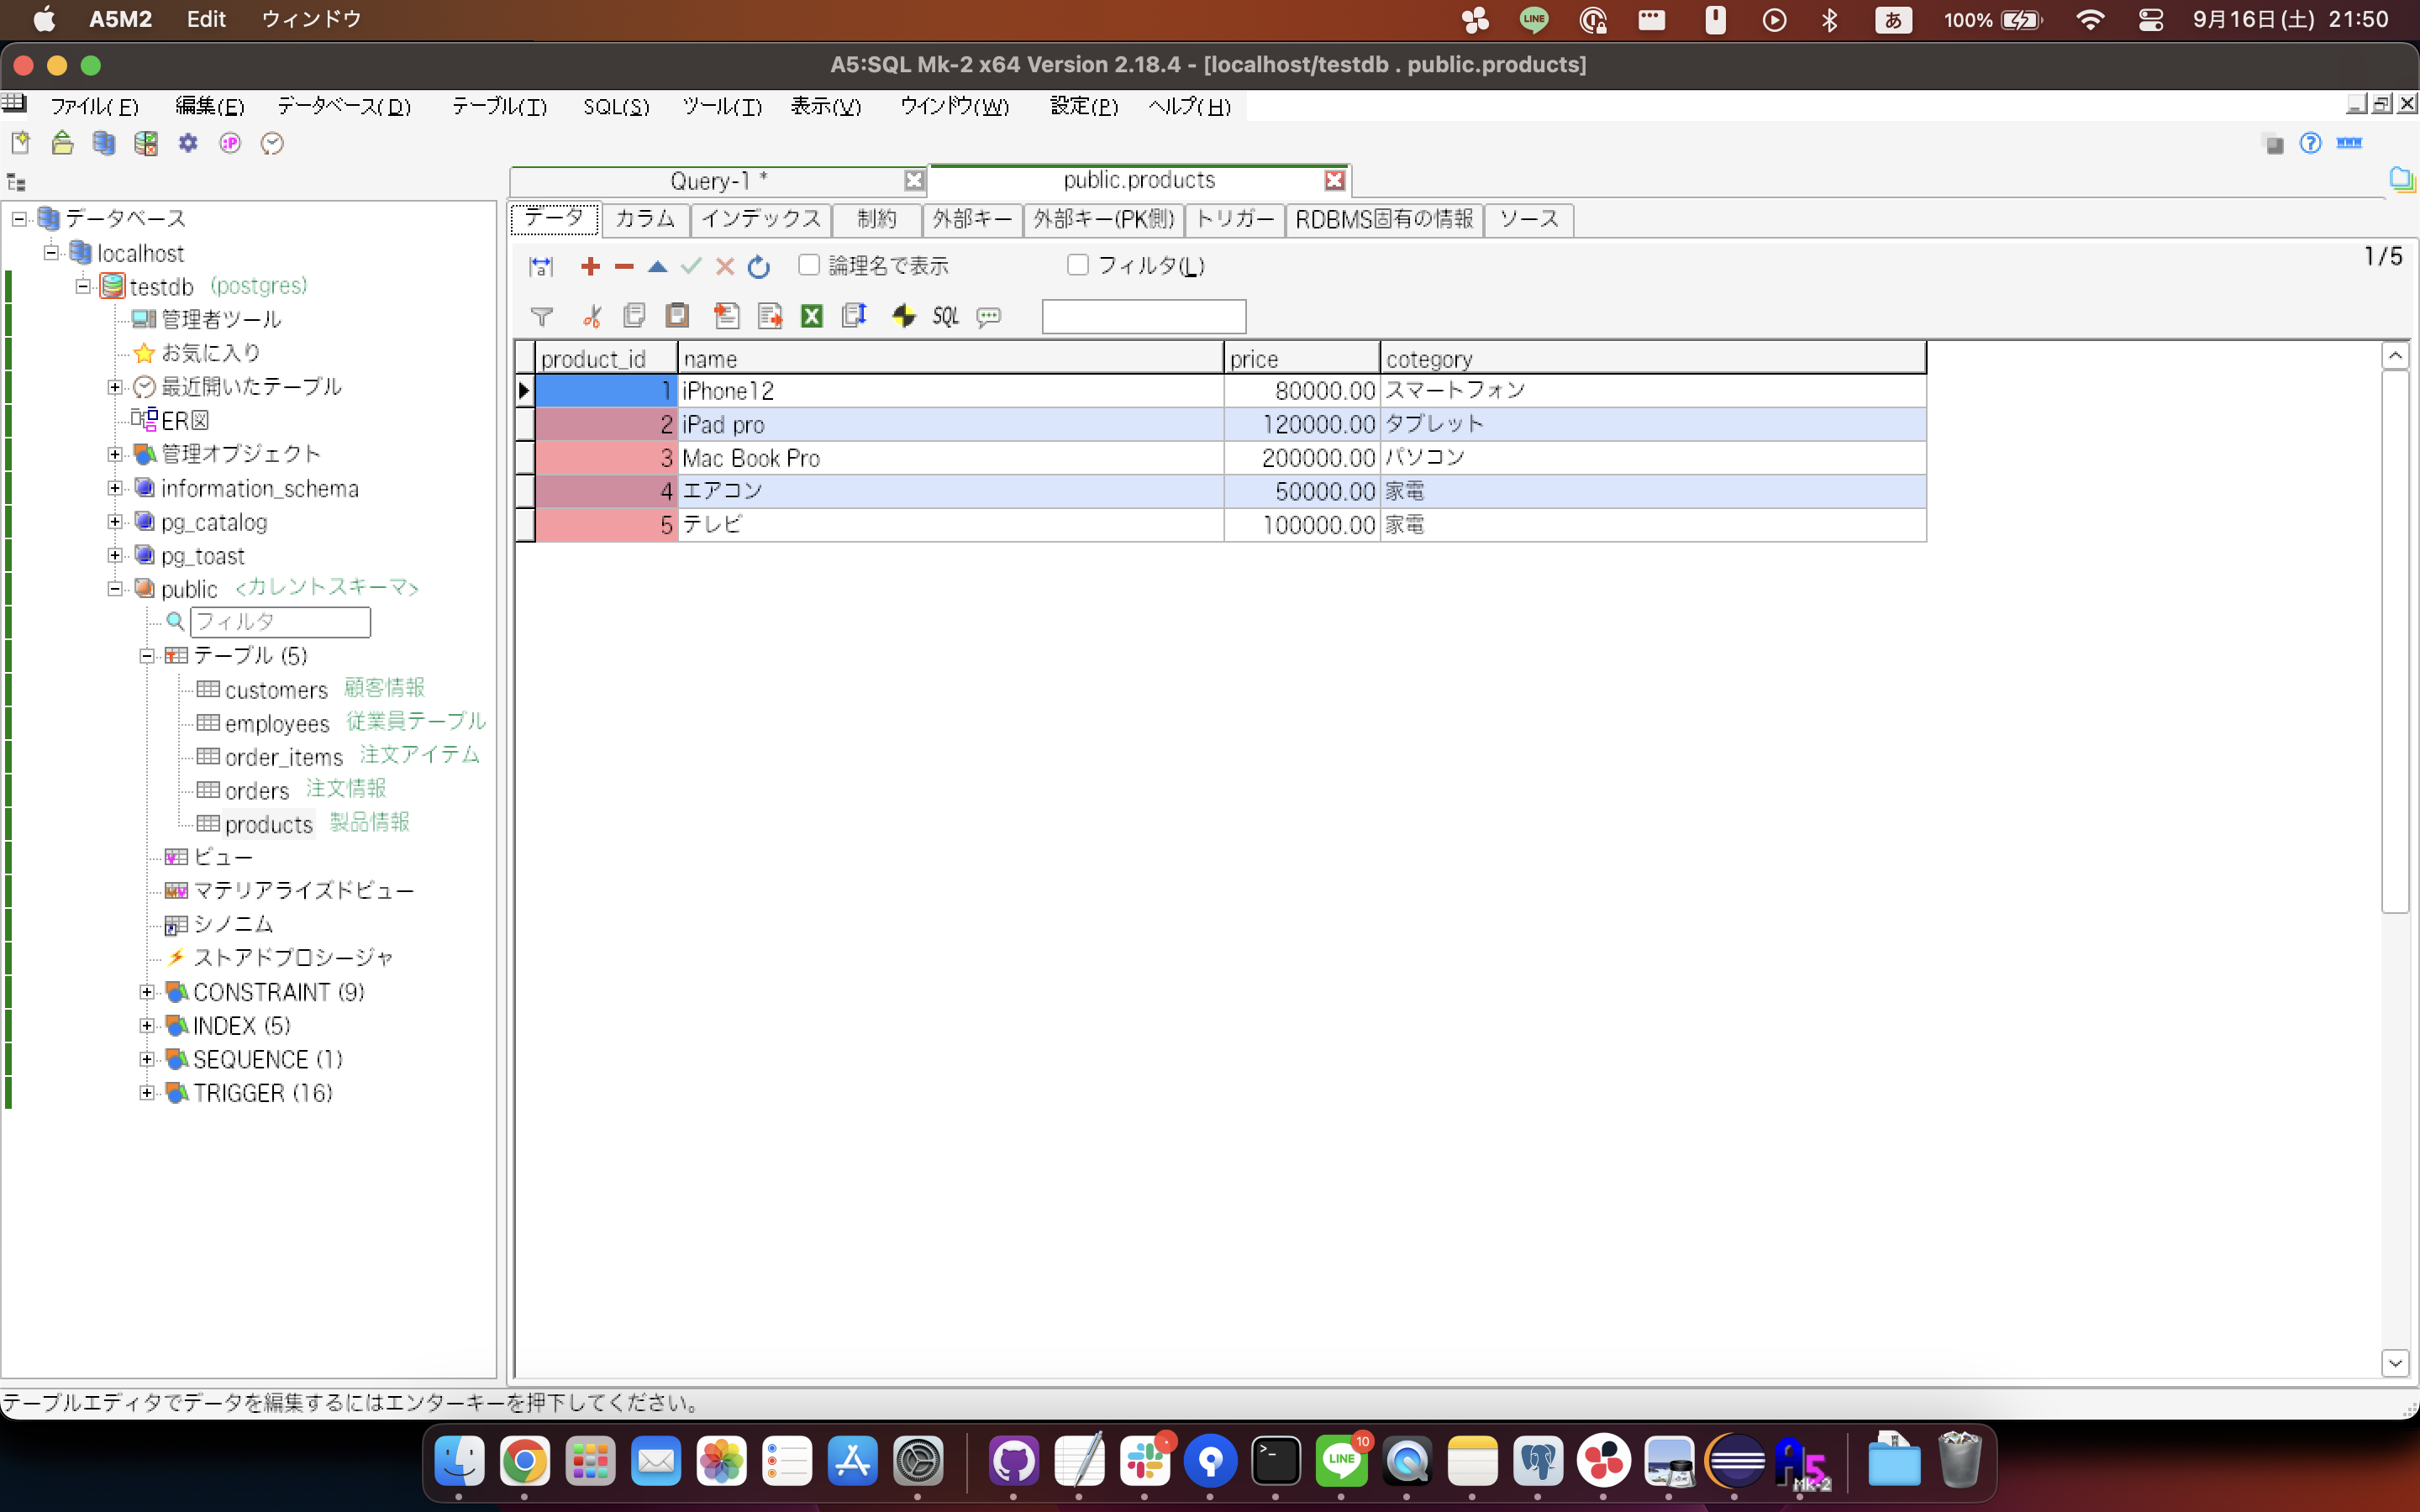 A5M2 Edit ウィンドウ LINE あ 100% 9月16日(土) 21:50
A5:SQL Mk-2 x64 Version 2.18.4 - [localhost/testdb . public.products]
ファイル(F) 編集(E) データベース(D) テーブル(T) SQL(S) ツール(T) 表示(V) ウインドウ(W) 設定(P) ヘルプ(H)
Query-1 * public.products
データ カラム インデックス 制約 外部キー 外部キー(PK側) トリガー RDBMS固有の情報 ソース
論理名で表示 フィルタ(L) 1/5
SQL
product_id name price cotegory
1 iPhone12 80000.00 スマートフォン
2 iPad pro 120000.00 タブレット
3 Mac Book Pro 200000.00 パソコン
4 エアコン 50000.00 家電
5 テレビ 100000.00 家電
データベース
localhost
testdb (postgres)
管理者ツール
お気に入り
最近開いたテーブル
ER図
管理オブジェクト
information_schema
pg_catalog
pg_toast
public <カレントスキーマ>
フィルタ
テーブル (5)
customers 顧客情報
employees 従業員テーブル
order_items 注文アイテム
orders 注文情報
products 製品情報
ビュー
マテリアライズドビュー
シノニム
ストアドプロシージャ
CONSTRAINT (9)
INDEX (5)
SEQUENCE (1)
TRIGGER (16)
テーブルエディタでデータを編集するにはエンターキーを押下してください。
LINE 10 A5 MK-2